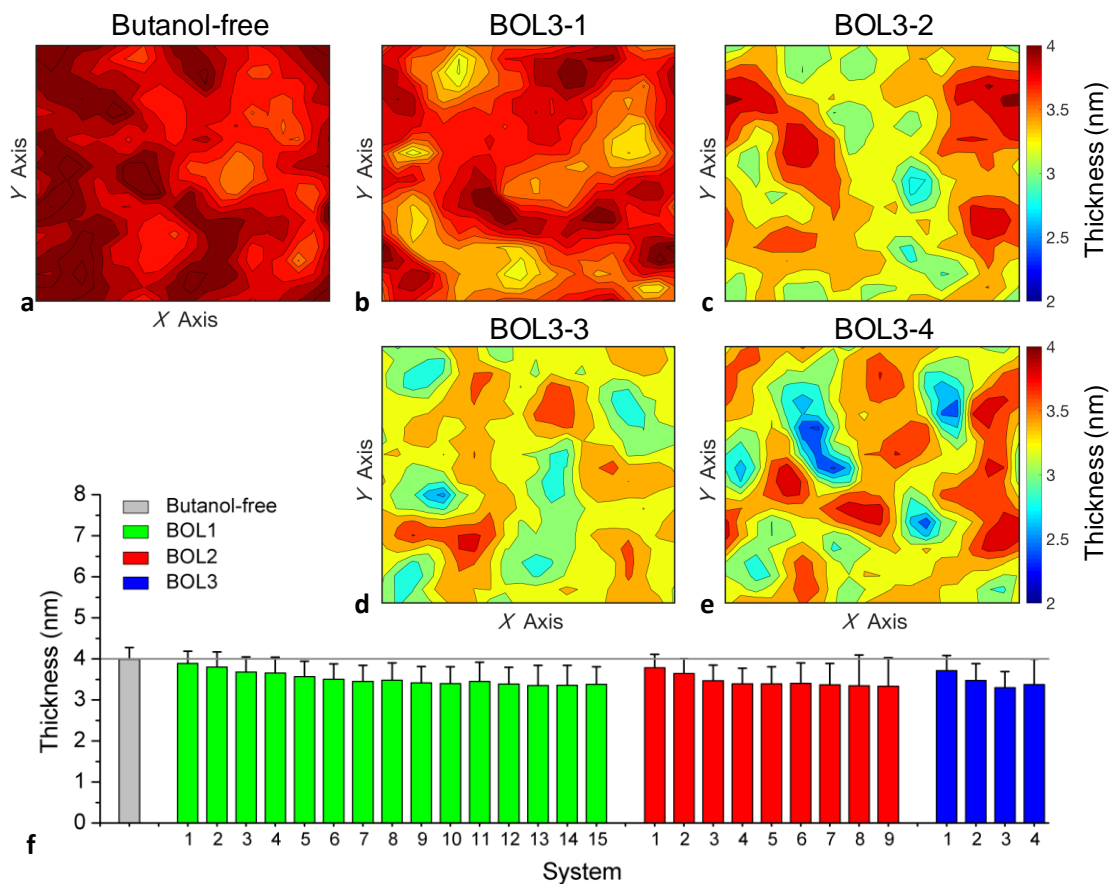 Butanol-free
BOL3-1
BOL3-2
Y Axis
Y Axis
Y Axis
4
3.5
3
2.5
2
Thickness (nm)
a
b
c
X Axis
BOL3-3
BOL3-4
Y Axis
Y Axis
4
3.5
3
2.5
2
Thickness (nm)
d
e
X Axis
X Axis
8
7
6
5
4
3
2
1
0
Thickness (nm)
Butanol-free
BOL1
BOL2
BOL3
1 2 3 4 5 6 7 8 9 10 11 12 13 14 15 1 2 3 4 5 6 7 8 9 1 2 3 4
f
System